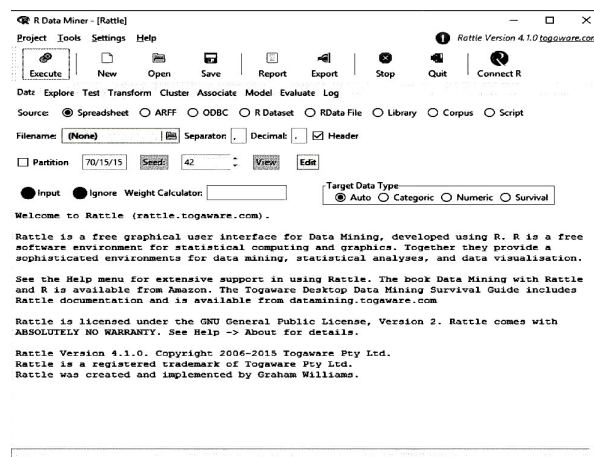 R Data Miner - [Rattle]
Project Tools Settings Help
Rattle Version 4.1.0 togaware.com
Execute New Open Save Report Export Stop Quit Connect R
Data Explore Test Transform Cluster Associate Model Evaluate Log
Source: Spreadsheet ARFF ODBC R Dataset RData File Library Corpus Script
Filename: (None) Separator: , Decimal: . Header
Partition 70/15/15 Seed: 42 View Edit
Input Ignore Weight Calculator: Target Data Type
Auto Categoric Numeric Survival
Welcome to Rattle (rattle.togaware.com).
Rattle is a free graphical user interface for Data Mining, developed using R. R is a free
software environment for statistical computing and graphics. Together they provide a
sophisticated environments for data mining, statistical analyses, and data visualisation.
See the Help menu for extensive support in using Rattle. The book Data Mining with Rattle
and R is available from Amazon. The Togaware Desktop Data Mining Survival Guide includes
Rattle documentation and is available from datamining.togaware.com
Rattle is licensed under the GNU General Public License, Version 2. Rattle comes with
ABSOLUTELY NO WARRANTY. See Help -> About for details.
Rattle Version 4.1.0. Copyright 2006-2015 Togaware Pty Ltd.
Rattle is a registered trademark of Togaware Pty Ltd.
Rattle was created and implemented by Graham Williams.